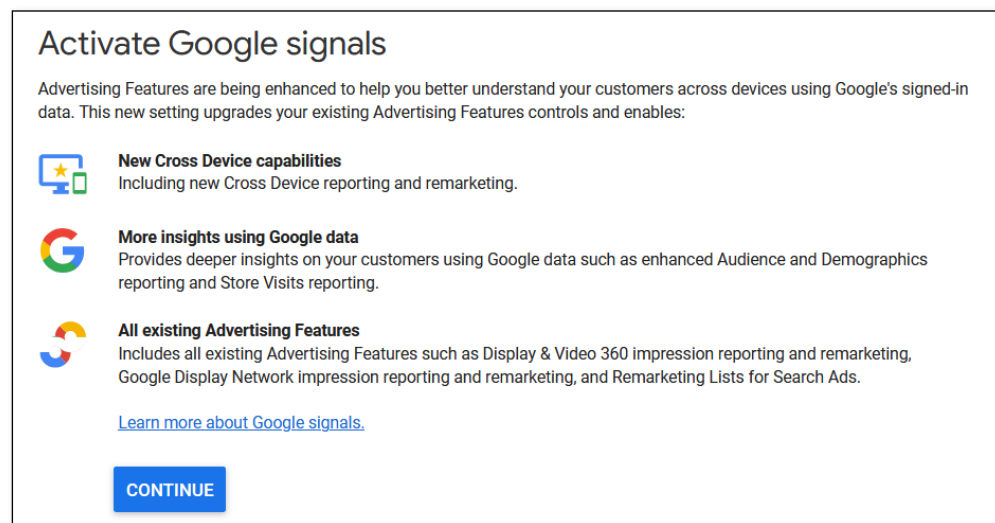 Activate Google signals
Advertising Features are being enhanced to help you better understand your customers across devices using Google's signed-in
data. This new setting upgrades your existing Advertising Features controls and enables:
New Cross Device capabilities
Including new Cross Device reporting and remarketing.
More insights using Google data
Provides deeper insights on your customers using Google data such as enhanced Audience and Demographics
reporting and Store Visits reporting.
All existing Advertising Features
Includes all existing Advertising Features such as Display & Video 360 impression reporting and remarketing,
Google Display Network impression reporting and remarketing, and Remarketing Lists for Search Ads.
Learn more about Google signals.
CONTINUE